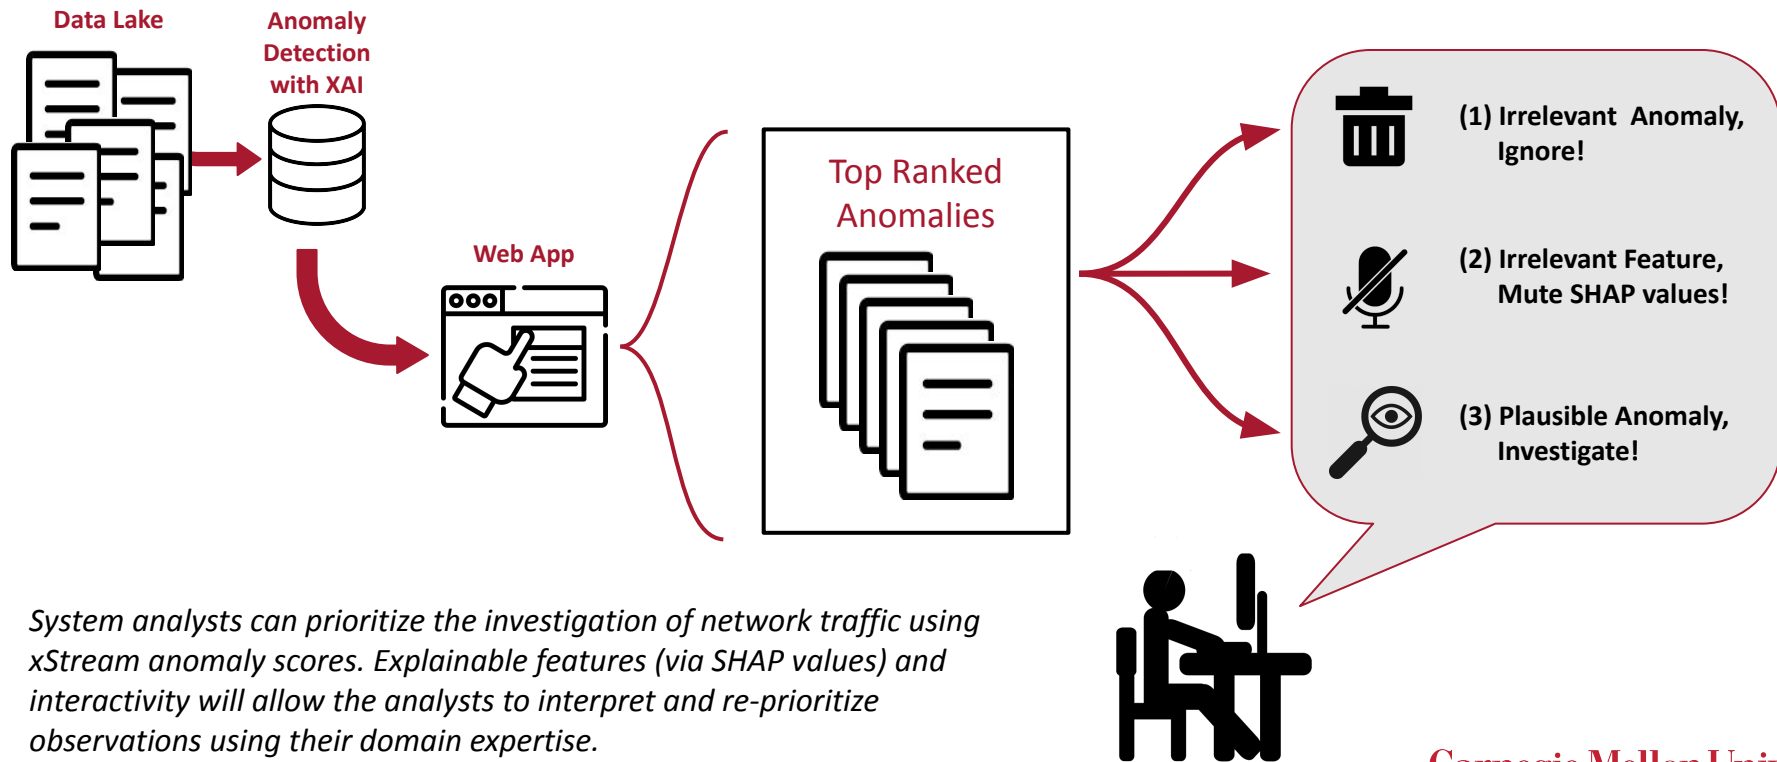 Data Lake
Anomaly
Detection
with XAI
Web App
Top Ranked
Anomalies
(1) Irrelevant Anomaly,
Ignore!
(2) Irrelevant Feature,
Mute SHAP values!
(3) Plausible Anomaly,
Investigate!
System analysts can prioritize the investigation of network traffic using
xStream anomaly scores. Explainable features (via SHAP values) and
interactivity will allow the analysts to interpret and re-prioritize
observations using their domain expertise.
Carnegie Mellon Univ